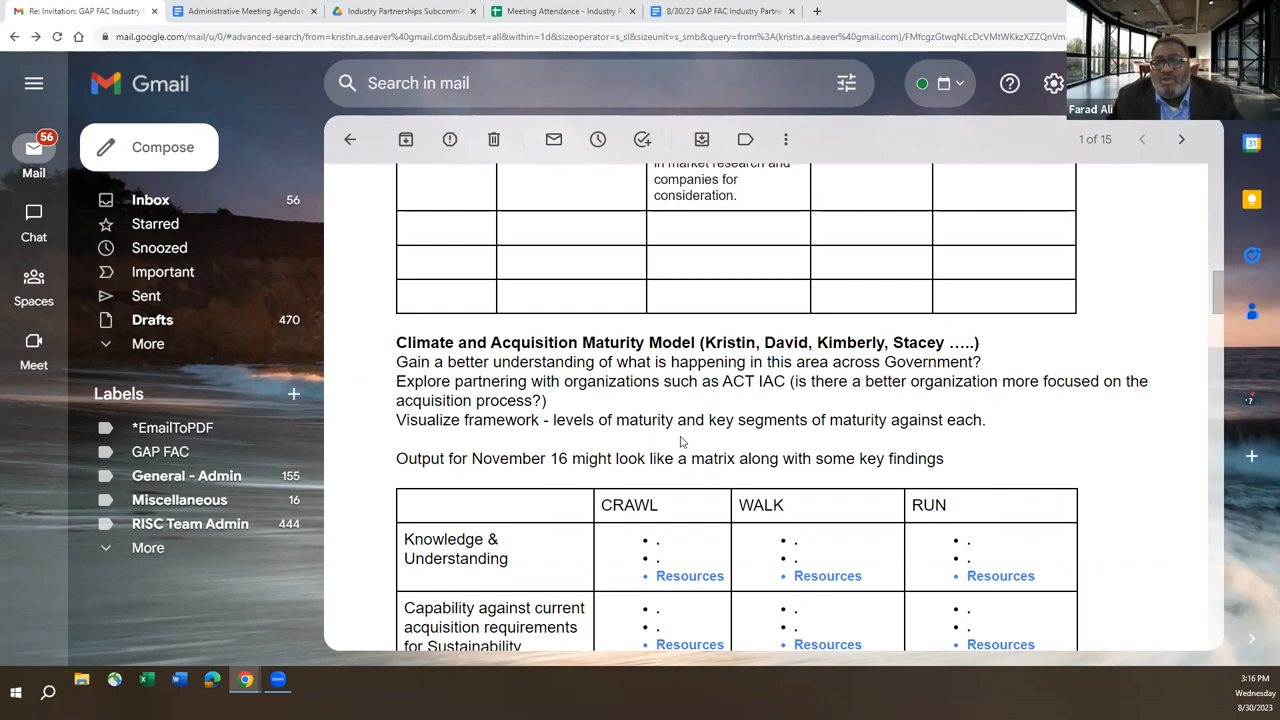 Re: Invitation: GAP FAC Industry
Administrative Meeting Agendas
Industry Partnerships Subcommit
Meeting Attendance - Industry P
8/30/23 GAP FAC Industry Partne
mail.google.com/mail/u/0/#advanced-search/from=kristin.a.seaver%40gmail.com&subset=all&within=1d&sizeoperator=s_sl&sizeunit=s_smb&query=from%3A(kristin.a.seaver%40gmail.com)/FMfcgzGtwqNLcDcVMtWKkzXZZQnVm
Farad Ali
Gmail
Search in mail
56
Mail
Chat
Spaces
Meet
Compose
Inbox 56
Starred
Snoozed
Important
Sent
Drafts 470
More
Labels
*EmailToPDF
GAP FAC
General - Admin 155
Miscellaneous 16
RISC Team Admin 444
More
1 of 15
31
in market research and
companies for
consideration.
Climate and Acquisition Maturity Model (Kristin, David, Kimberly, Stacey .....)
Gain a better understanding of what is happening in this area across Government?
Explore partnering with organizations such as ACT IAC (is there a better organization more focused on the
acquisition process?)
Visualize framework - levels of maturity and key segments of maturity against each.
Output for November 16 might look like a matrix along with some key findings
CRAWL WALK RUN
Knowledge &
Understanding
• . • . • .
• . • . • .
• Resources • Resources • Resources
Capability against current
acquisition requirements
for Sustainability
• . • . • .
• . • . • .
• Resources • Resources • Resources
zoom
3:16 PM
Wednesday
8/30/2023